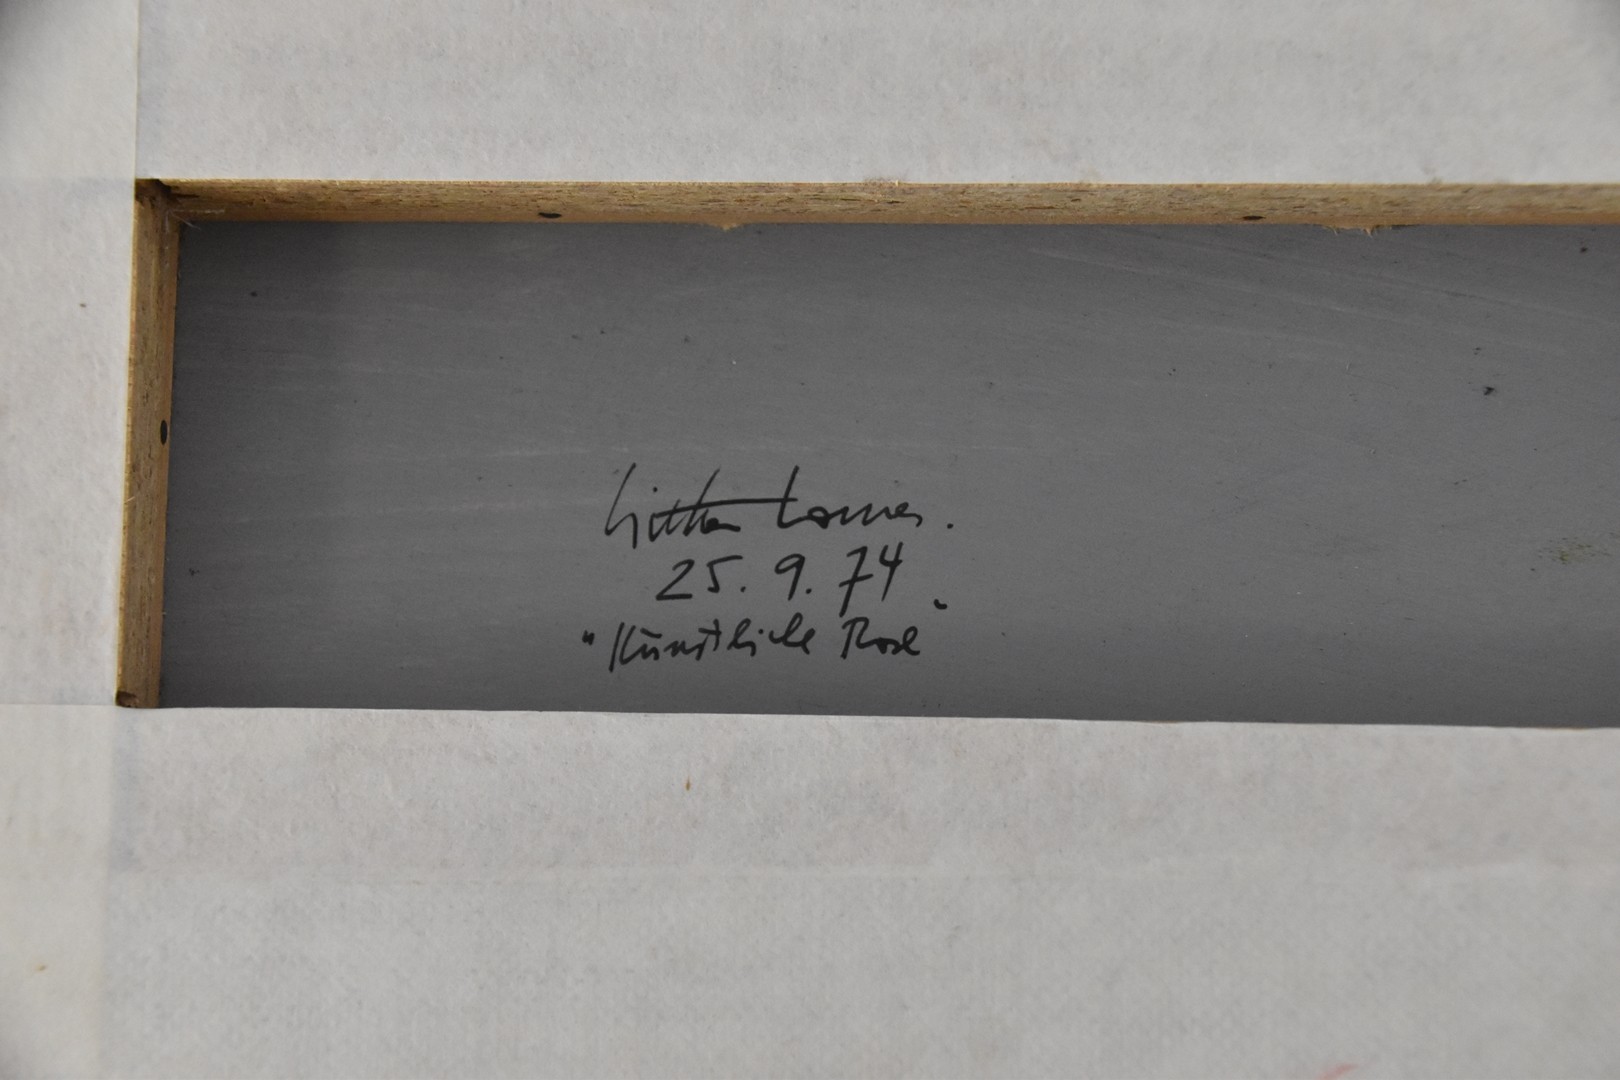 25. 9. 74
"Künstliche Rose"